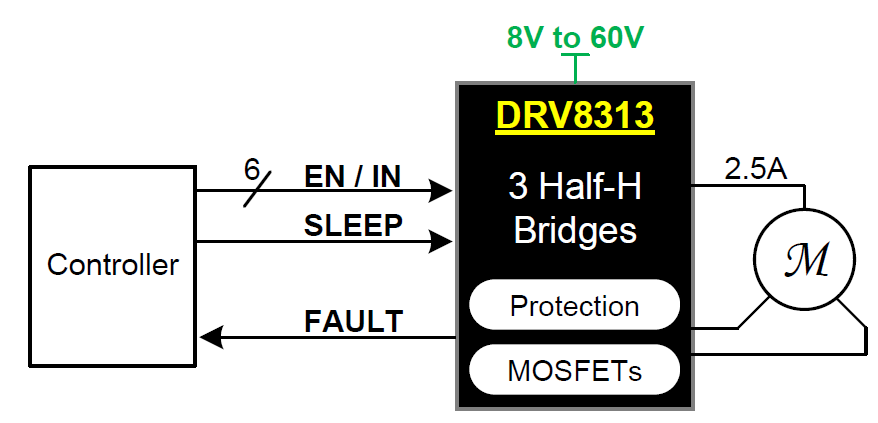 8V to 60V
DRV8313
6
EN / IN
2.5A
3 Half-H
Bridges
SLEEP
Controller
M
Protection
FAULT
MOSFETs